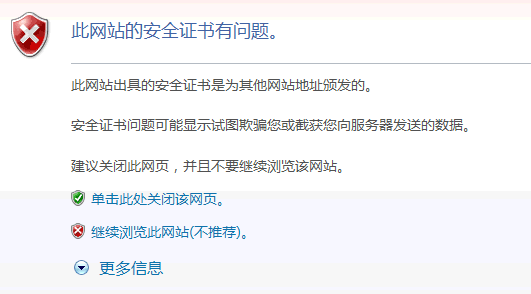 此网站的安全证书有问题。
此网站出具的安全证书是为其他网站地址颁发的。
安全证书问题可能显示试图欺骗您或截获您向服务器发送的数据。
建议关闭此网页，并且不要继续浏览该网站。
单击此处关闭该网页。
继续浏览此网站(不推荐)。
更多信息